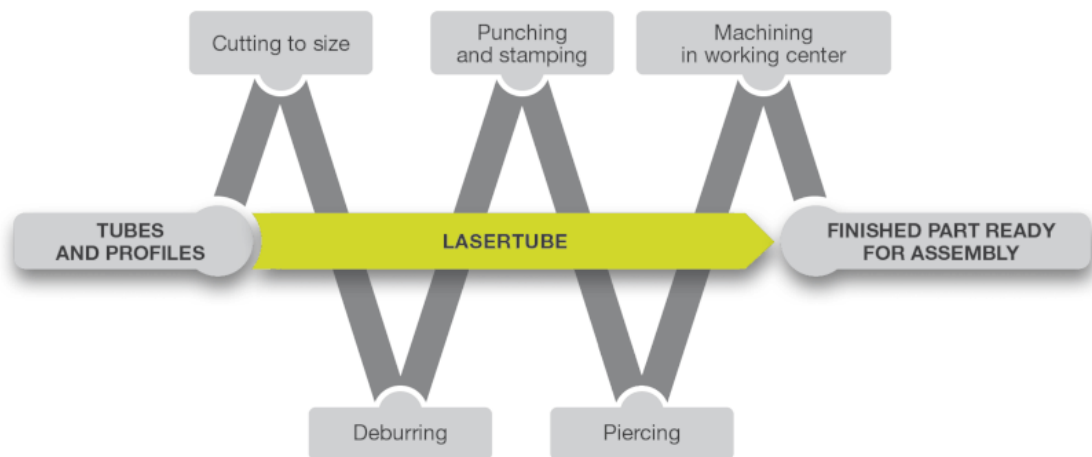 Cutting to size
Punching
and stamping
Machining
in working center
TUBES
AND PROFILES
LASERTUBE
FINISHED PART READY
FOR ASSEMBLY
Deburring
Piercing